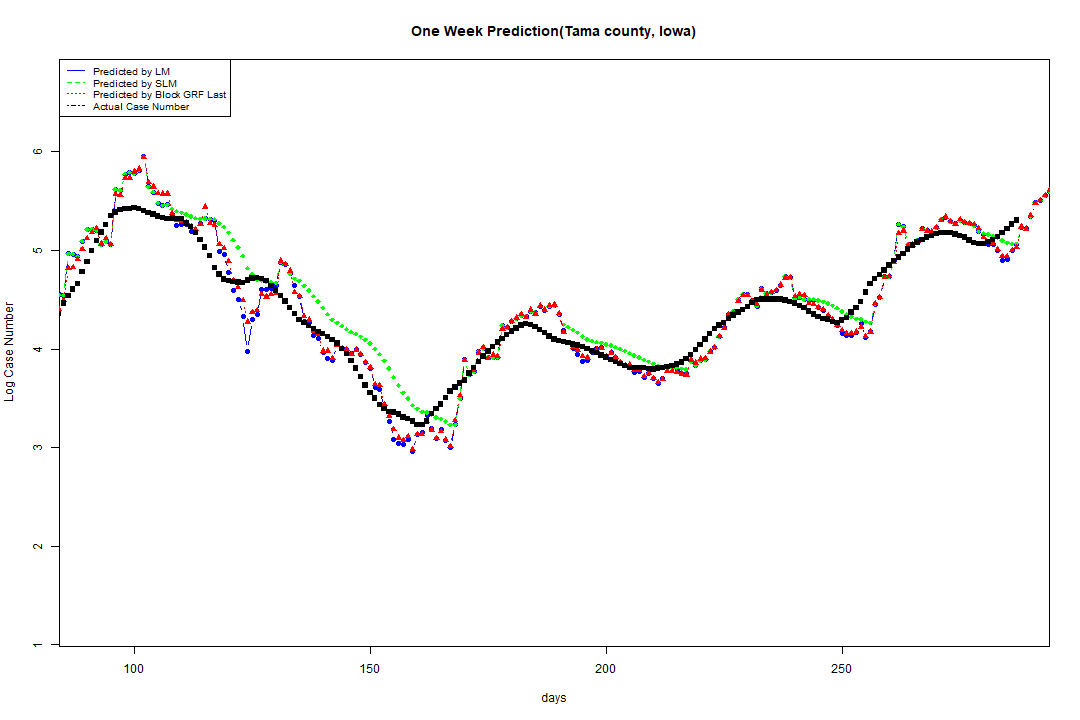 One Week Prediction(Tama county, Iowa)
Predicted by LM
Predicted by SLM
Predicted by Block GRF Last
Actual Case Number
6
5
4
3
2
1
Log Case Number
100 150 200 250
days